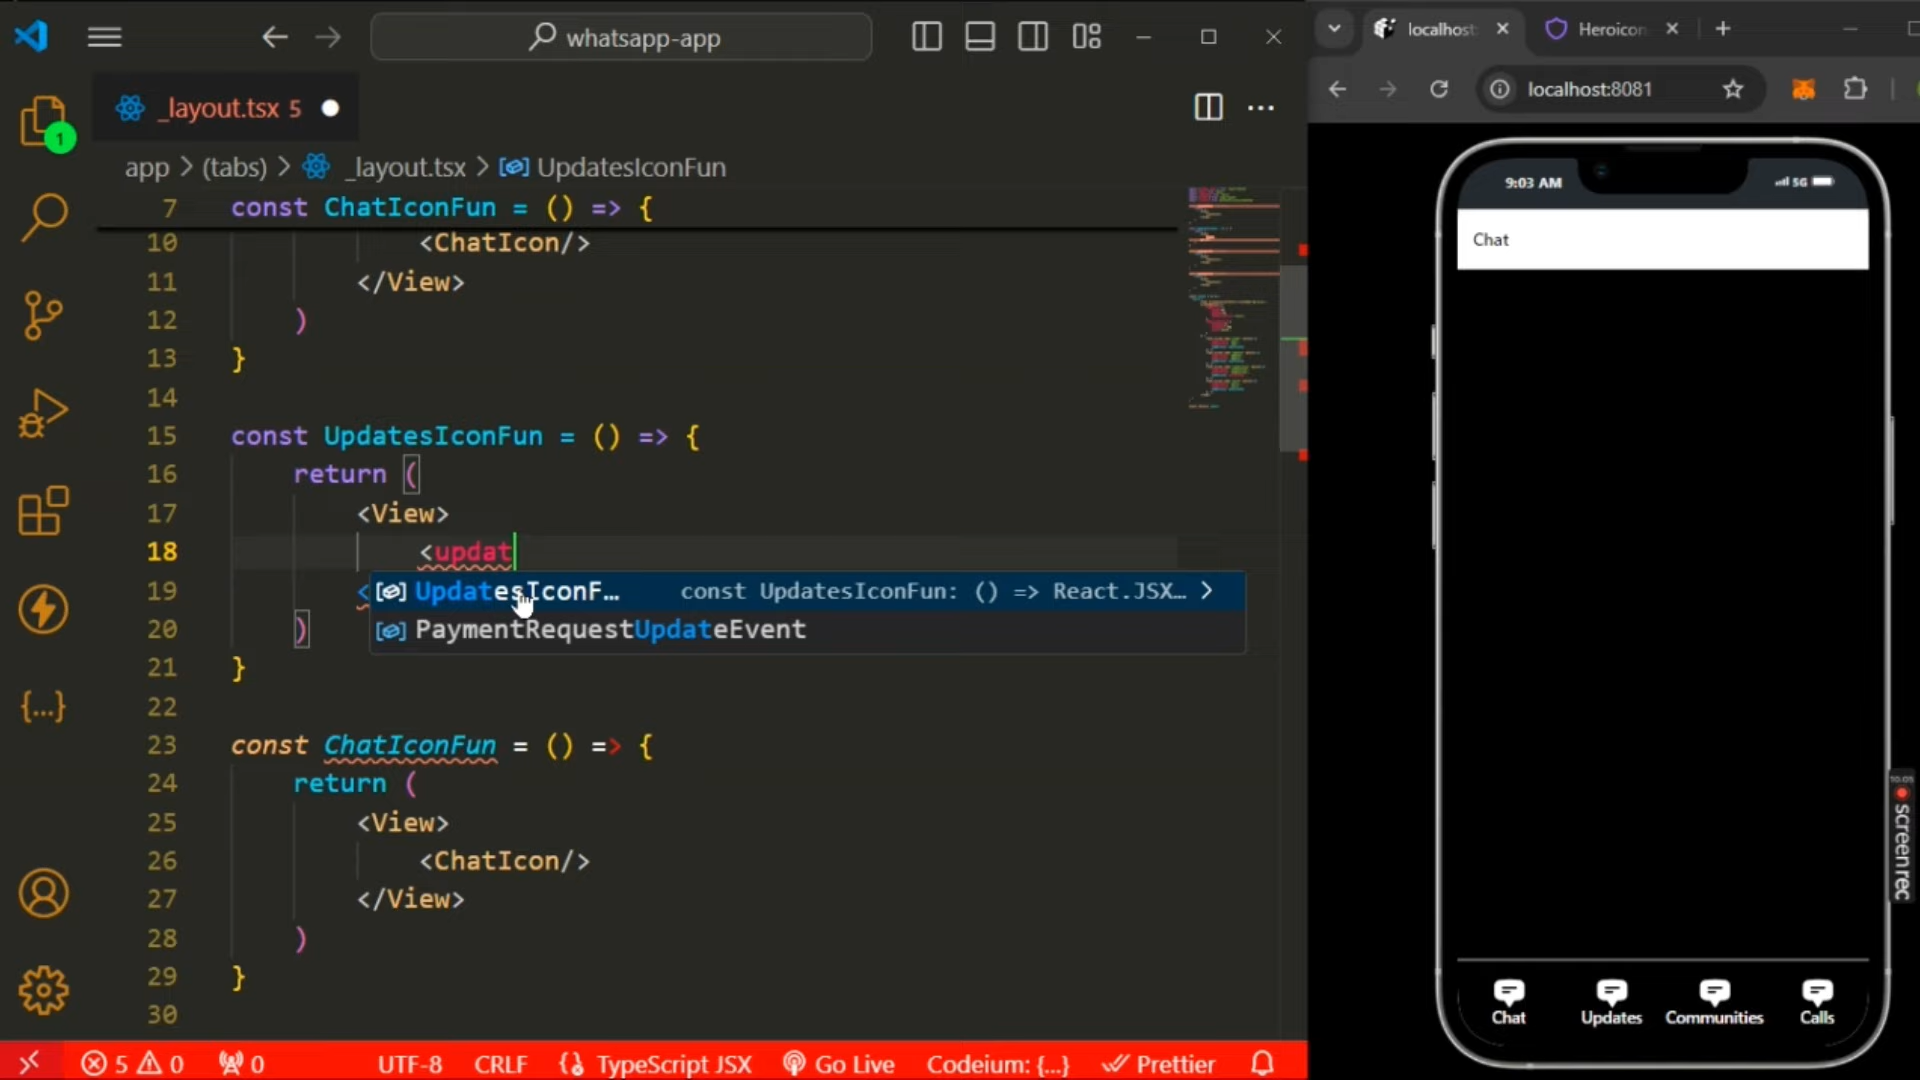 whatsapp-app
_layout.tsx 5
app > (tabs) > _layout.tsx > UpdatesIconFun
7 const ChatIconFun = () => {
10 <ChatIcon/>
11 </View>
12 )
13 }
14
15 const UpdatesIconFun = () => {
16 return (
17 <View>
18 <updat
19 <
UpdatesIconF… const UpdatesIconFun: () => React.JSX… >
20 )
PaymentRequestUpdateEvent
21 }
22
23 const ChatIconFun = () => {
24 return (
25 <View>
26 <ChatIcon/>
27 </View>
28 )
29 }
30
1
{...}
5 0 0 UTF-8 CRLF TypeScript JSX Go Live Codeium: {...} Prettier
localhost
Heroicon
localhost:8081
9:03 AM
5G
Chat
Chat Updates Communities Calls
10:05
screenrec